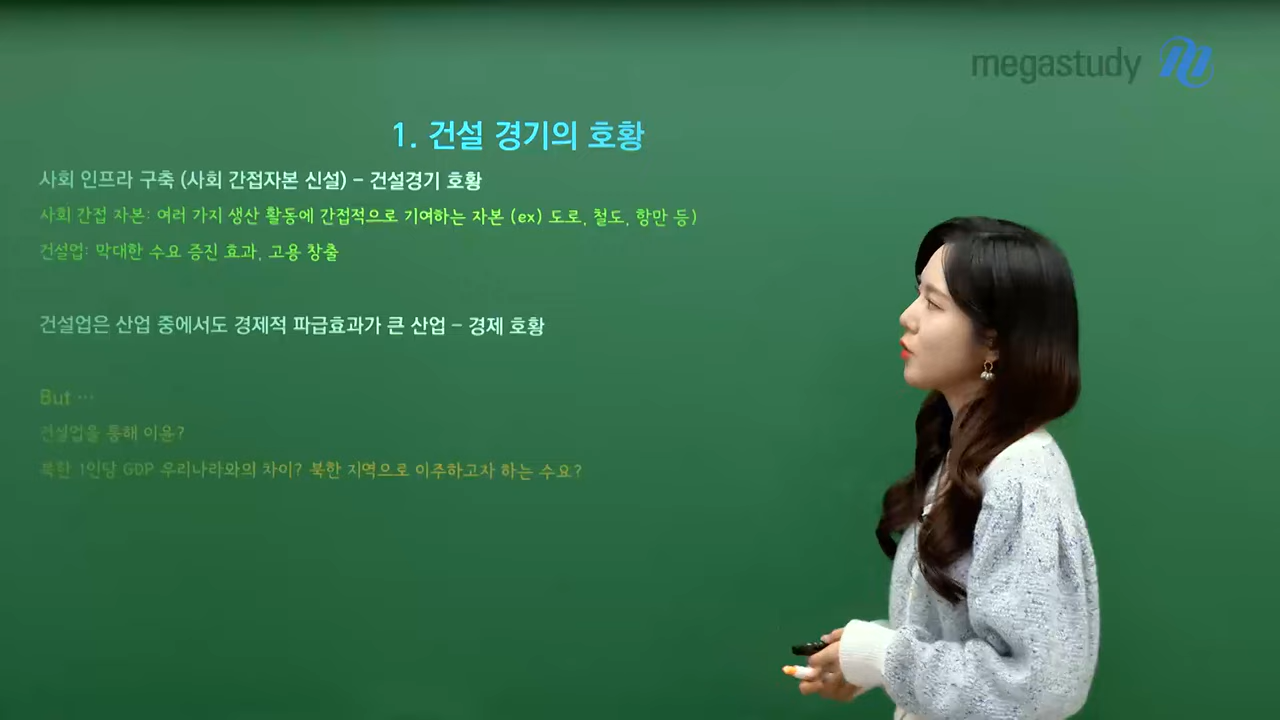 megastudy
1. 건설 경기의 호황
사회 인프라 구축 (사회 간접자본 신설) - 건설경기 호황
사회 간접 자본: 여러 가지 생산 활동에 간접적으로 기여하는 자본 (ex) 도로, 철도, 항만 등)
건설업: 막대한 수요 증진 효과, 고용 창출
건설업은 산업 중에서도 경제적 파급효과가 큰 산업 - 경제 호황
But …
건설업을 통해 이윤?
북한 1인당 GDP 우리나라와의 차이? 북한 지역으로 이주하고자 하는 수요?